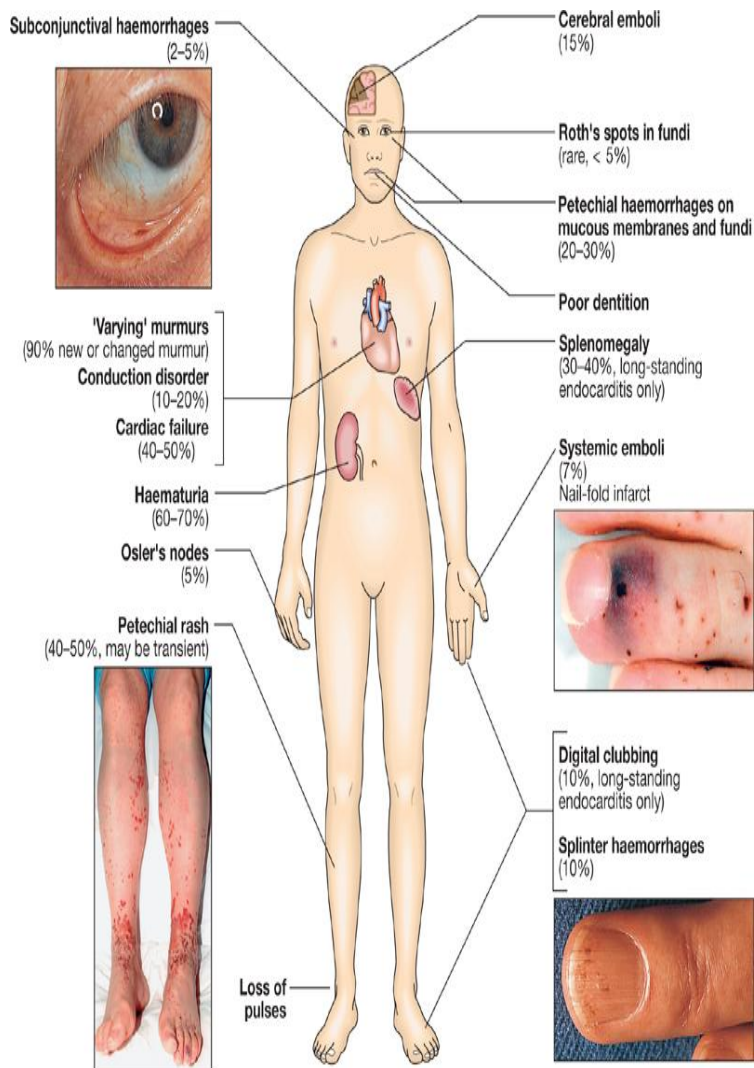 Subconjunctival haemorrhages
(2–5%)
'Varying' murmurs
(90% new or changed murmur)
Conduction disorder
(10–20%)
Cardiac failure
(40–50%)
Haematuria
(60–70%)
Osler's nodes
(5%)
Petechial rash
(40–50%, may be transient)
Loss of
pulses
Cerebral emboli
(15%)
Roth's spots in fundi
(rare, < 5%)
Petechial haemorrhages on
mucous membranes and fundi
(20–30%)
Poor dentition
Splenomegaly
(30–40%, long-standing
endocarditis only)
Systemic emboli
(7%)
Nail-fold infarct
Digital clubbing
(10%, long-standing
endocarditis only)
Splinter haemorrhages
(10%)